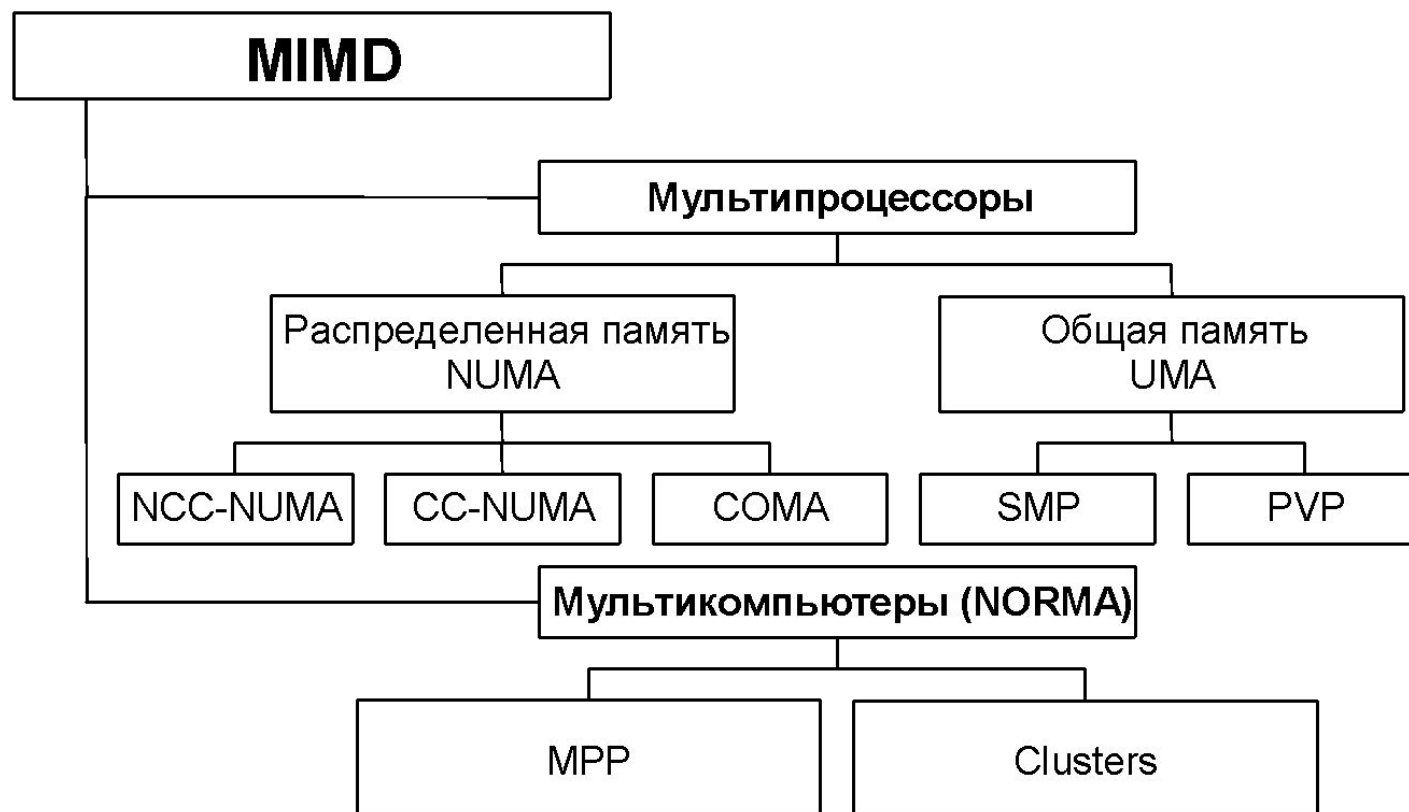 MIMD
Мультипроцессоры
Распределенная память
NUMA
Общая память
UMA
NCC-NUMA
CC-NUMA
COMA
SMP
PVP
Мультикомпьютеры (NORMA)
MPP
Clusters